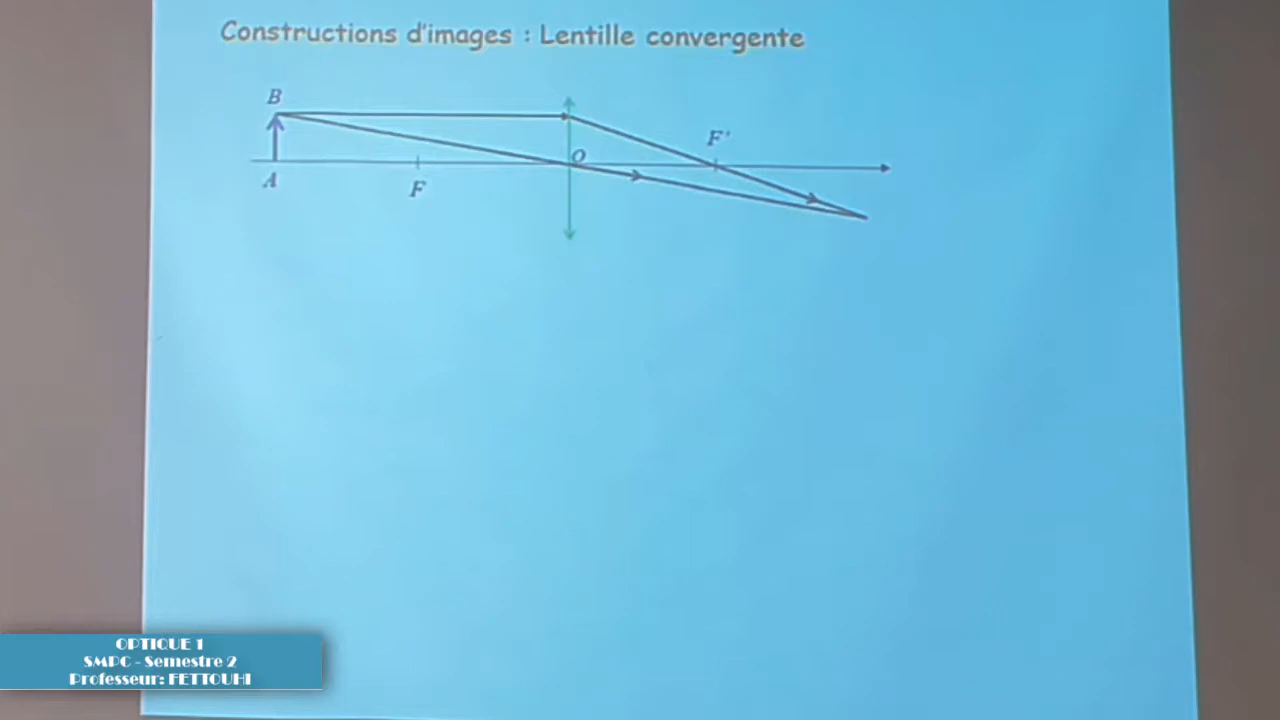 Constructions d'images : Lentille convergente
B
F'
O
A
F
OPTIQUE 1
SMPC - Semestre 2
Professeur: FETTOUHI